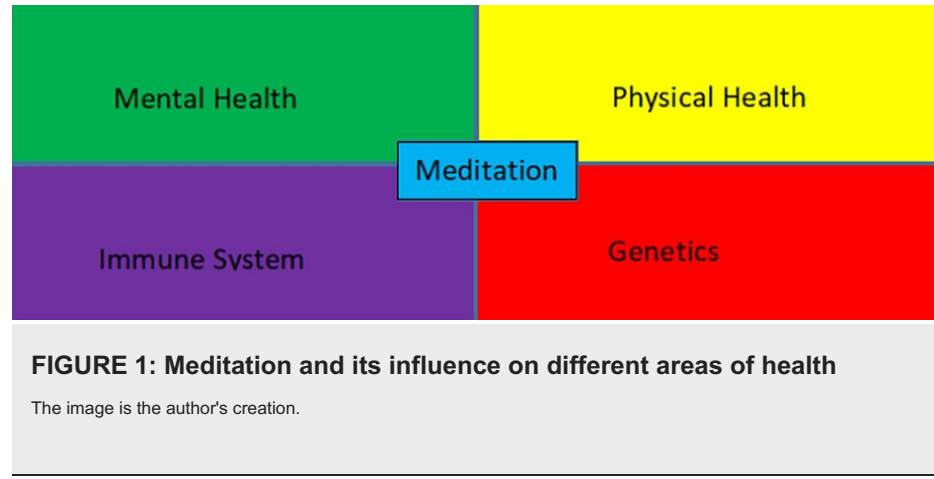 Mental Health
Physical Health
Meditation
Immune System
Genetics
FIGURE 1: Meditation and its influence on different areas of health
The image is the author's creation.